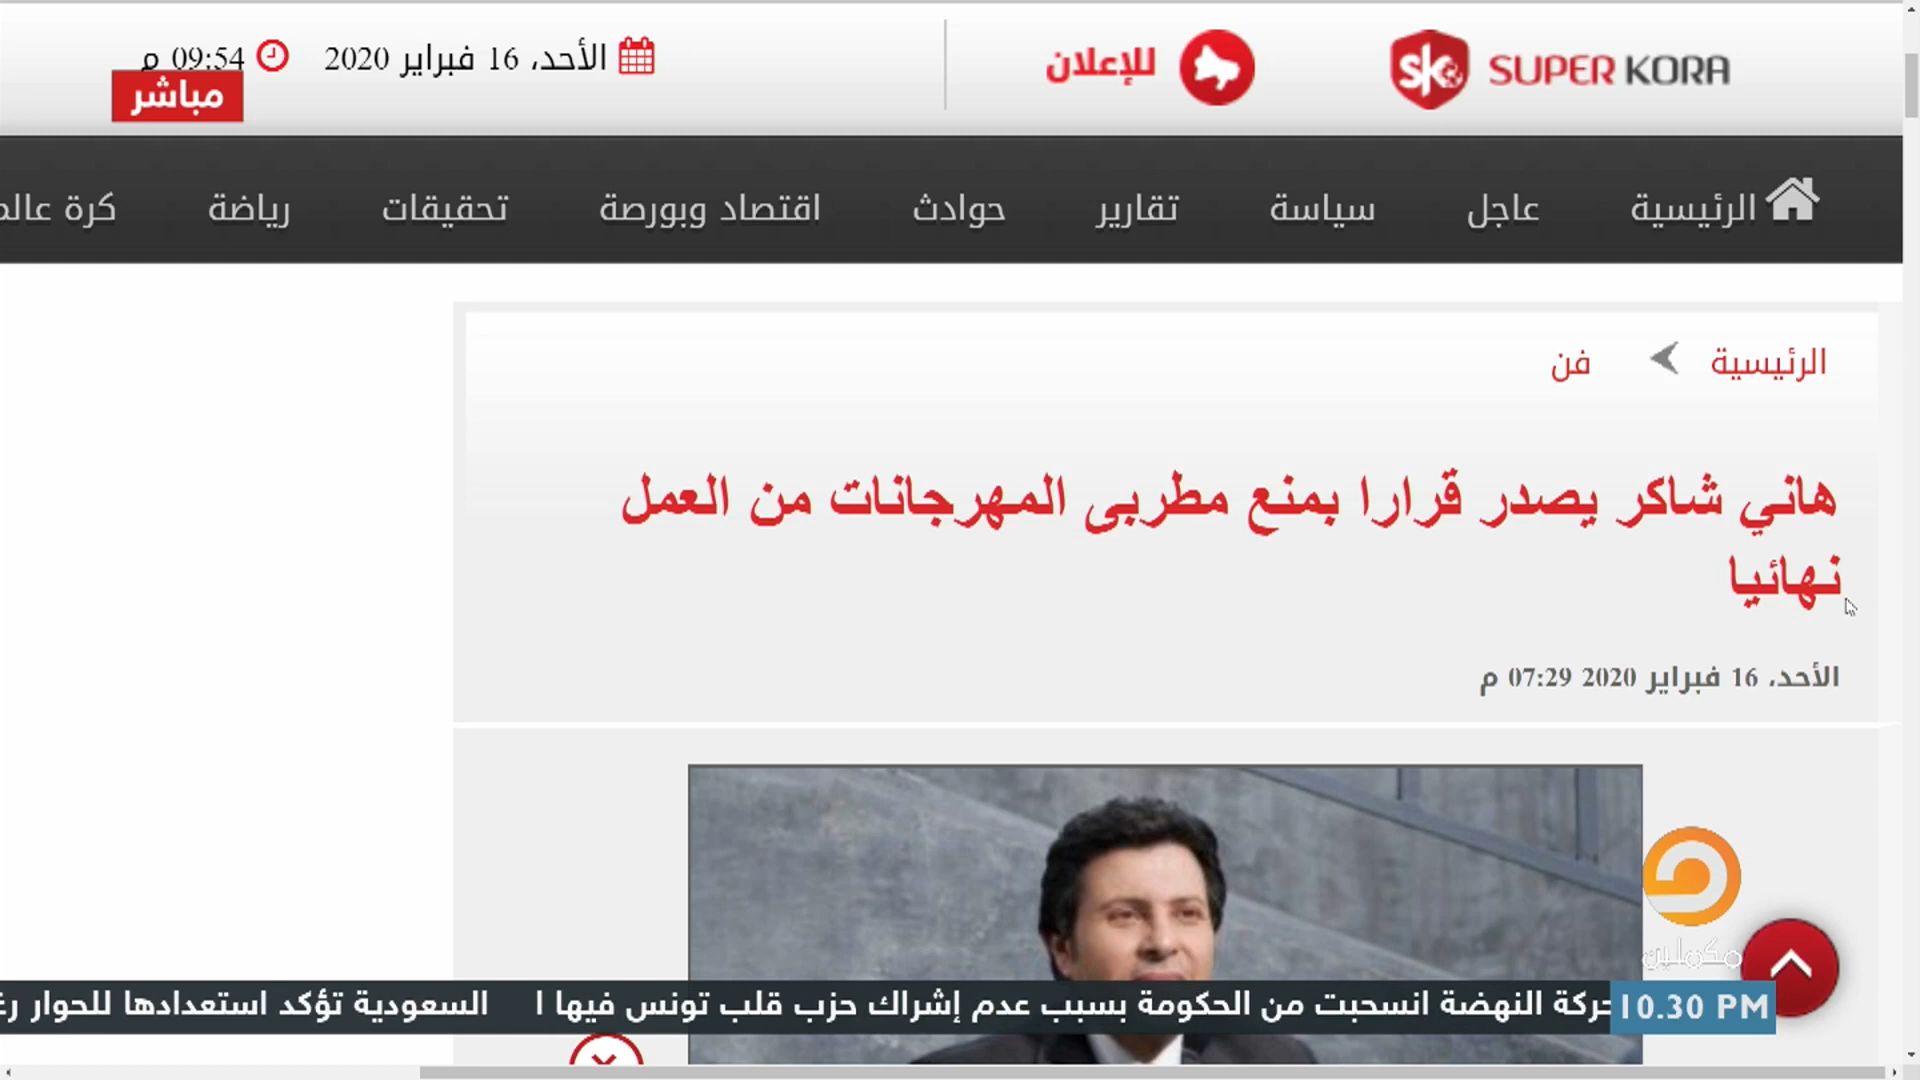 SUPER KORA
للإعلان
الأحد، 16 فبراير 2020
09:54 م
مباشر
الرئيسية
عاجل
سياسة
تقارير
حوادث
اقتصاد وبورصة
تحقيقات
رياضة
كرة
الرئيسية
فن
هاني شاكر يصدر قرارا بمنع مطربى المهرجانات من العمل
نهائيا
الأحد، 16 فبراير 2020 07:29 م
مكملين
10.30 PM
حركة النهضة انسحبت من الحكومة بسبب عدم إشراك حزب قلب تونس فيها
السعودية تؤكد استعدادها للحوار